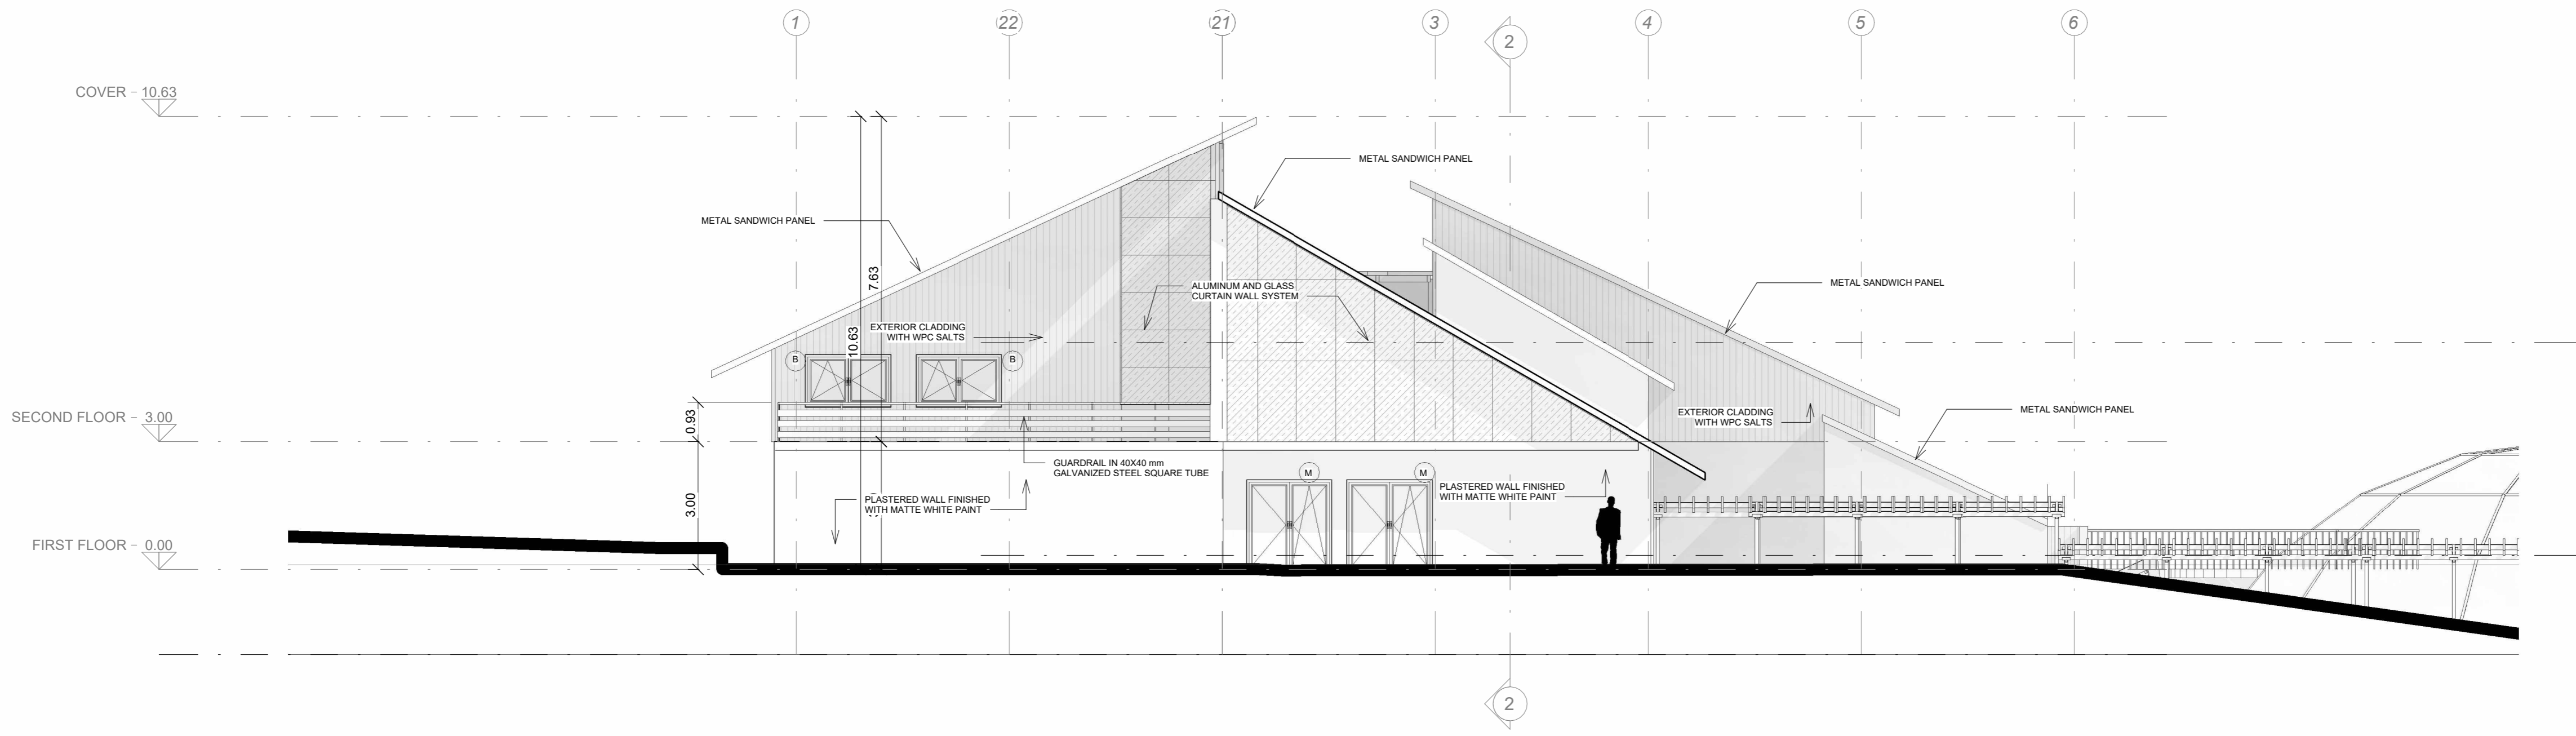 1
22
21
3
2
4
5
6
COVER - 10.63
METAL SANDWICH PANEL
METAL SANDWICH PANEL
7.63
METAL SANDWICH PANEL
ALUMINUM AND GLASS
CURTAIN WALL SYSTEM
EXTERIOR CLADDING
WITH WPC SALTS
10.63
B
B
SECOND FLOOR - 3.00
0.93
EXTERIOR CLADDING
WITH WPC SALTS
METAL SANDWICH PANEL
GUARDRAIL IN 40X40 mm
GALVANIZED STEEL SQUARE TUBE
M
M
PLASTERED WALL FINISHED
WITH MATTE WHITE PAINT
PLASTERED WALL FINISHED
WITH MATTE WHITE PAINT
3.00
FIRST FLOOR - 0.00
2